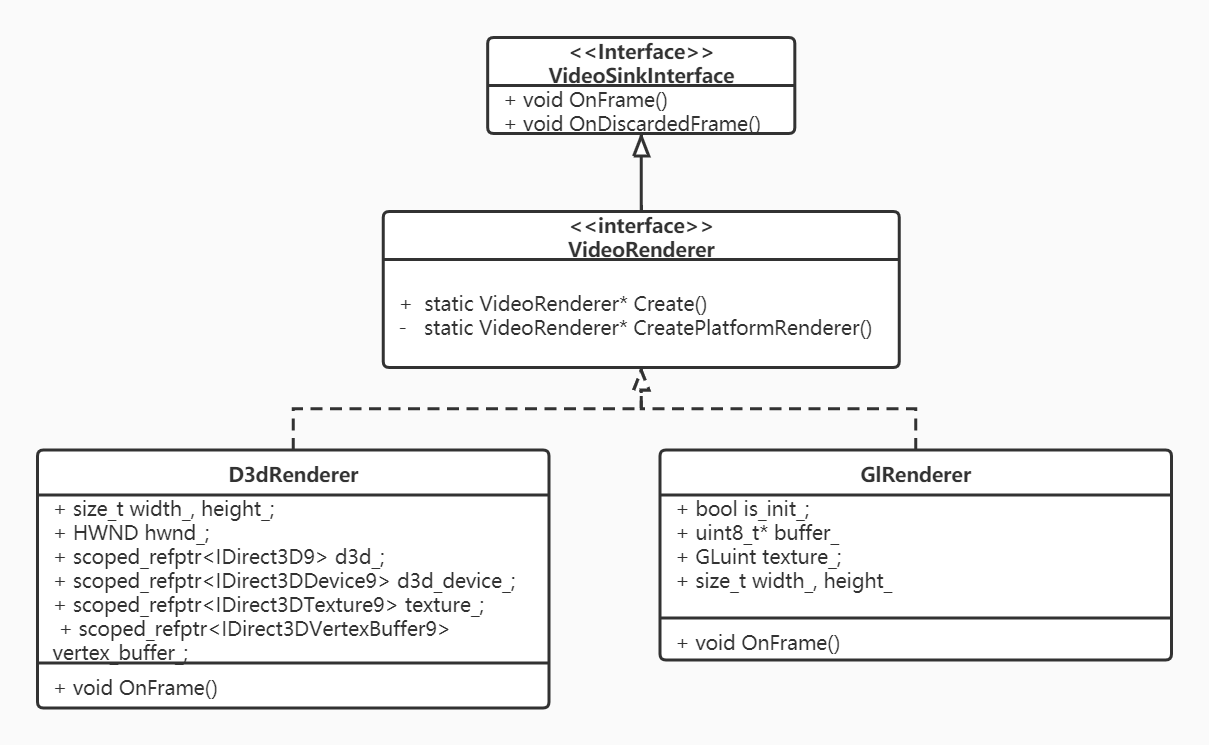 <<Interface>>
VideoSinkInterface
+ void OnFrame()
+ void OnDiscardedFrame()
<<interface>>
VideoRenderer
+ static VideoRenderer* Create()
- static VideoRenderer* CreatePlatformRenderer()
D3dRenderer
+ size_t width_, height_;
+ HWND hwnd_;
+ scoped_refptr<IDirect3D9> d3d_;
+ scoped_refptr<IDirect3DDevice9> d3d_device_;
+ scoped_refptr<IDirect3DTexture9> texture_;
+ scoped_refptr<IDirect3DVertexBuffer9>
vertex_buffer_;
+ void OnFrame()
GlRenderer
+ bool is_init_;
+ uint8_t* buffer_
+ GLuint texture_;
+ size_t width_, height_
+ void OnFrame()